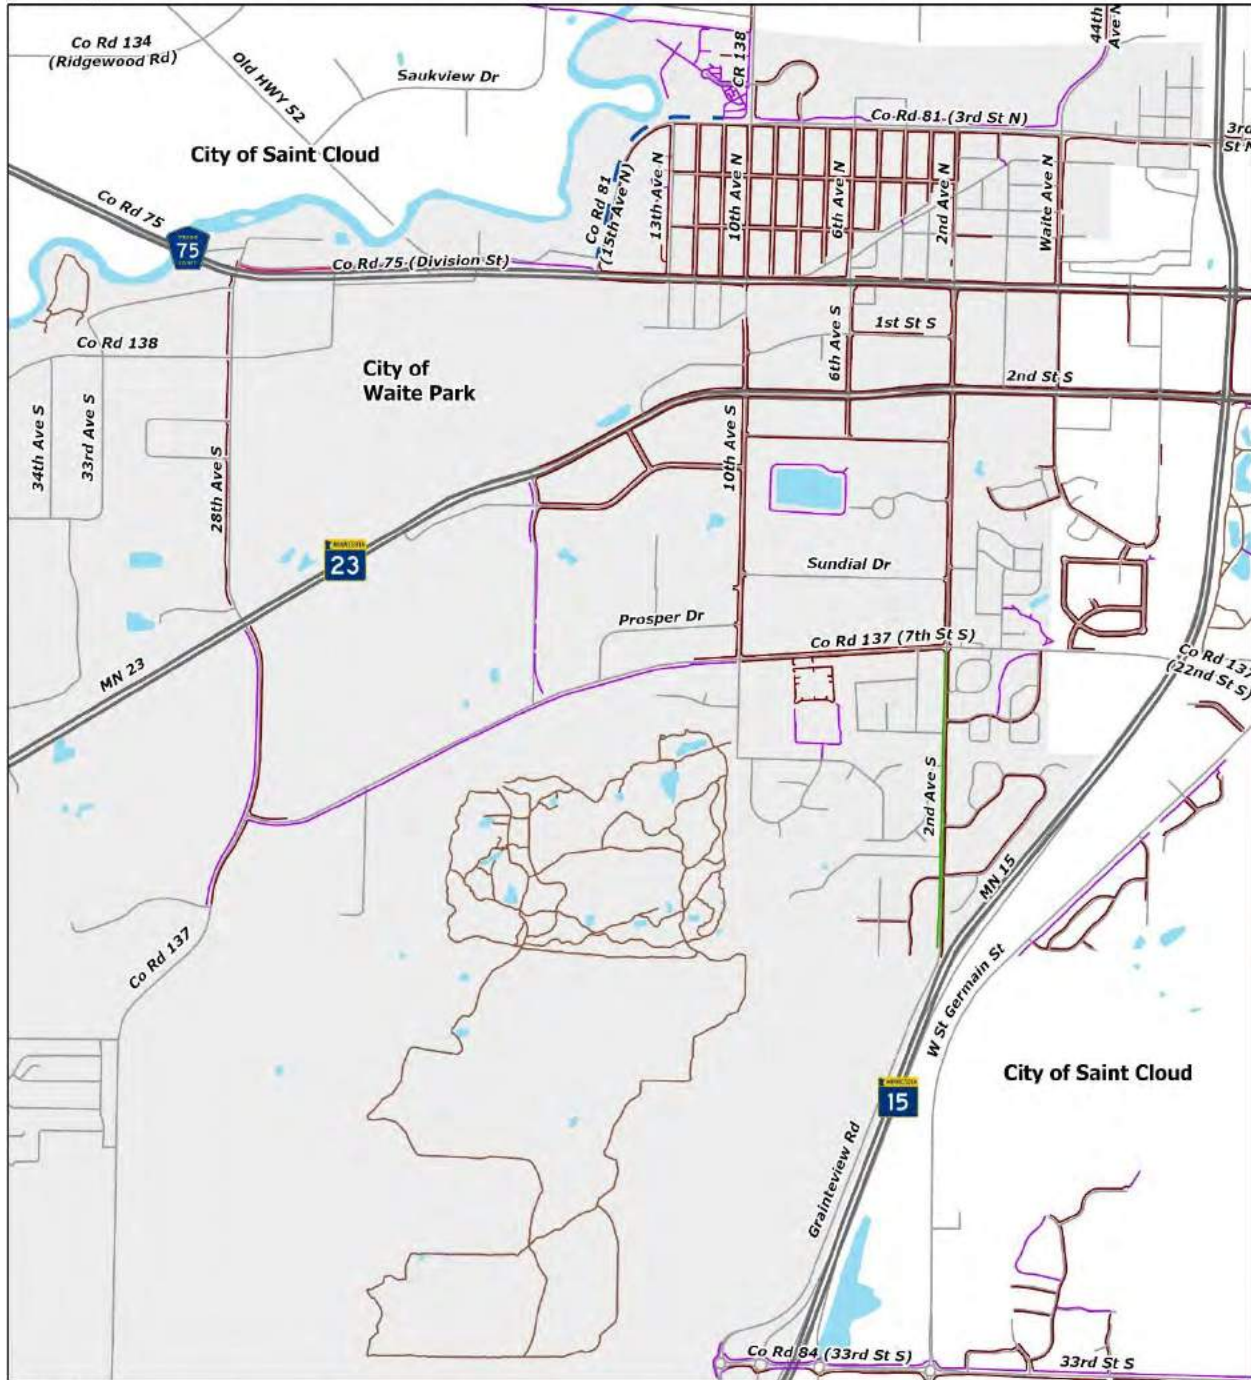 44th
Ave N
Co Rd 134
(Ridgewood Rd)
Old HWY 52
Saukview Dr
CR 138
Co Rd 81 (3rd St N)
3rd
St N
City of Saint Cloud
Co Rd 75
75
Co Rd 81
(15th Ave N)
13th Ave N
10th Ave N
6th Ave N
2nd Ave N
Waite Ave N
Co Rd 75 (Division St)
Co Rd 138
City of
Waite Park
6th Ave S
1st St S
2nd St S
34th Ave S
33rd Ave S
28th Ave S
10th Ave S
MINNESOTA
23
Sundial Dr
Prosper Dr
Co Rd 137 (7th St S)
Co Rd 137
(22nd St S)
MN 23
2nd Ave S
MN 15
Co Rd 137
W St Germain St
City of Saint Cloud
MINNESOTA
15
Grainteview Rd
Co Rd 84 (33rd St S)
33rd St S